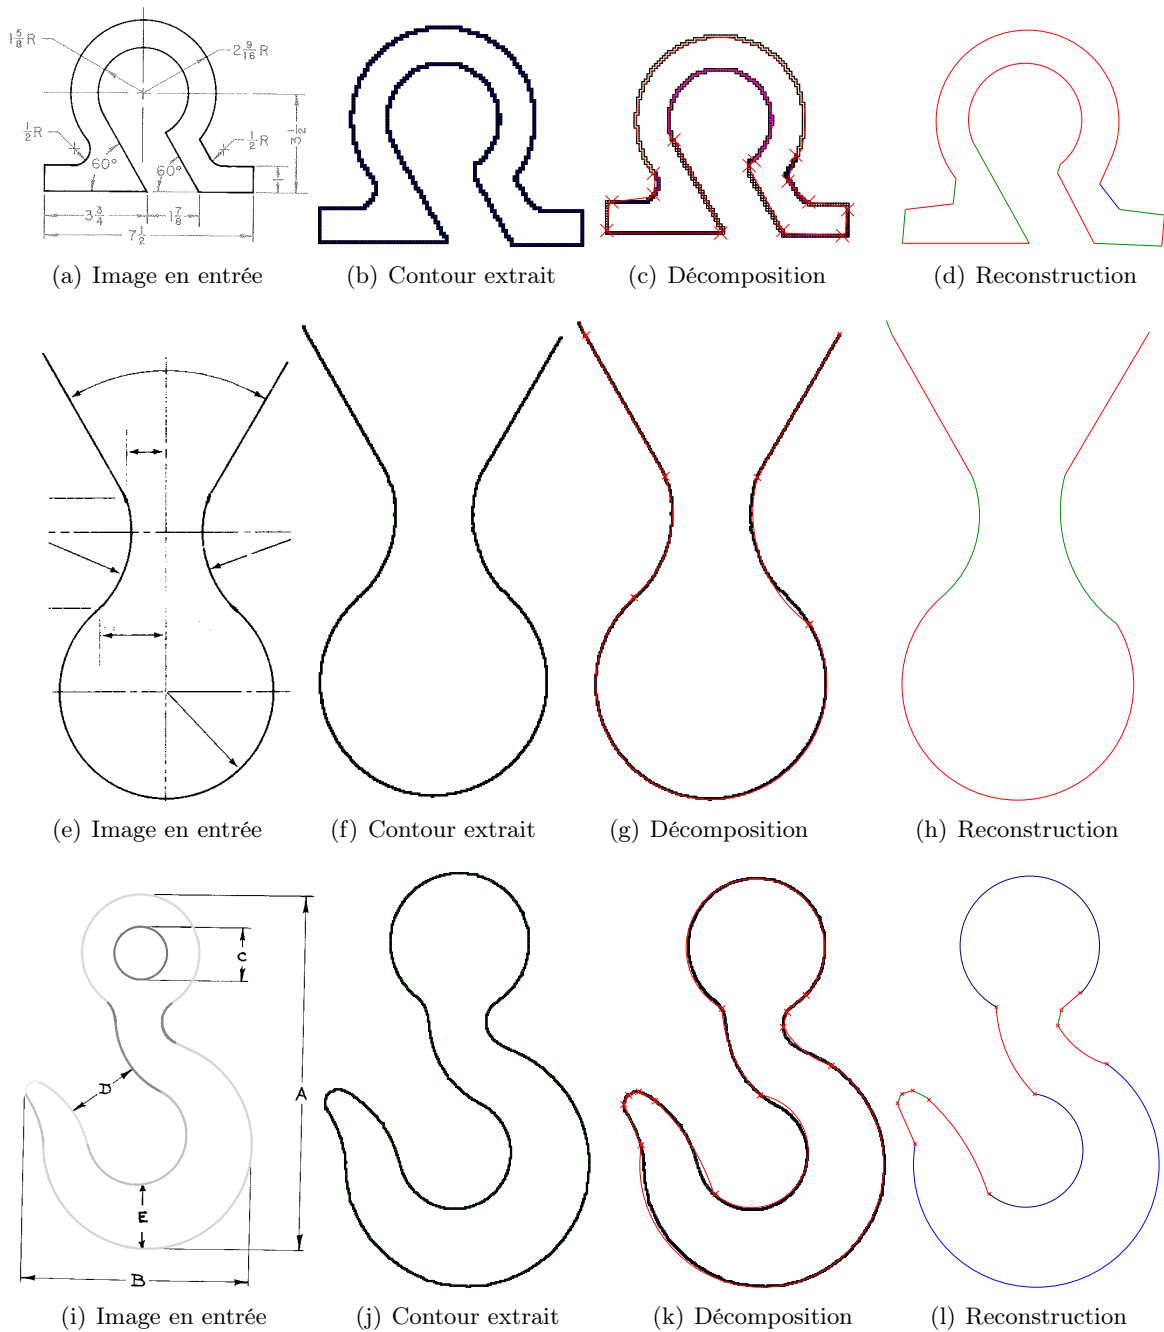 1 5/8 R
2 9/16 R
1/2 R
1/2 R
60°
60°
3 1/2
3 3/4
1 7/8
7 1/2
(a) Image en entrée
(b) Contour extrait
(c) Décomposition
(d) Reconstruction
(e) Image en entrée
(f) Contour extrait
(g) Décomposition
(h) Reconstruction
C
D
A
E
B
(i) Image en entrée
(j) Contour extrait
(k) Décomposition
(l) Reconstruction